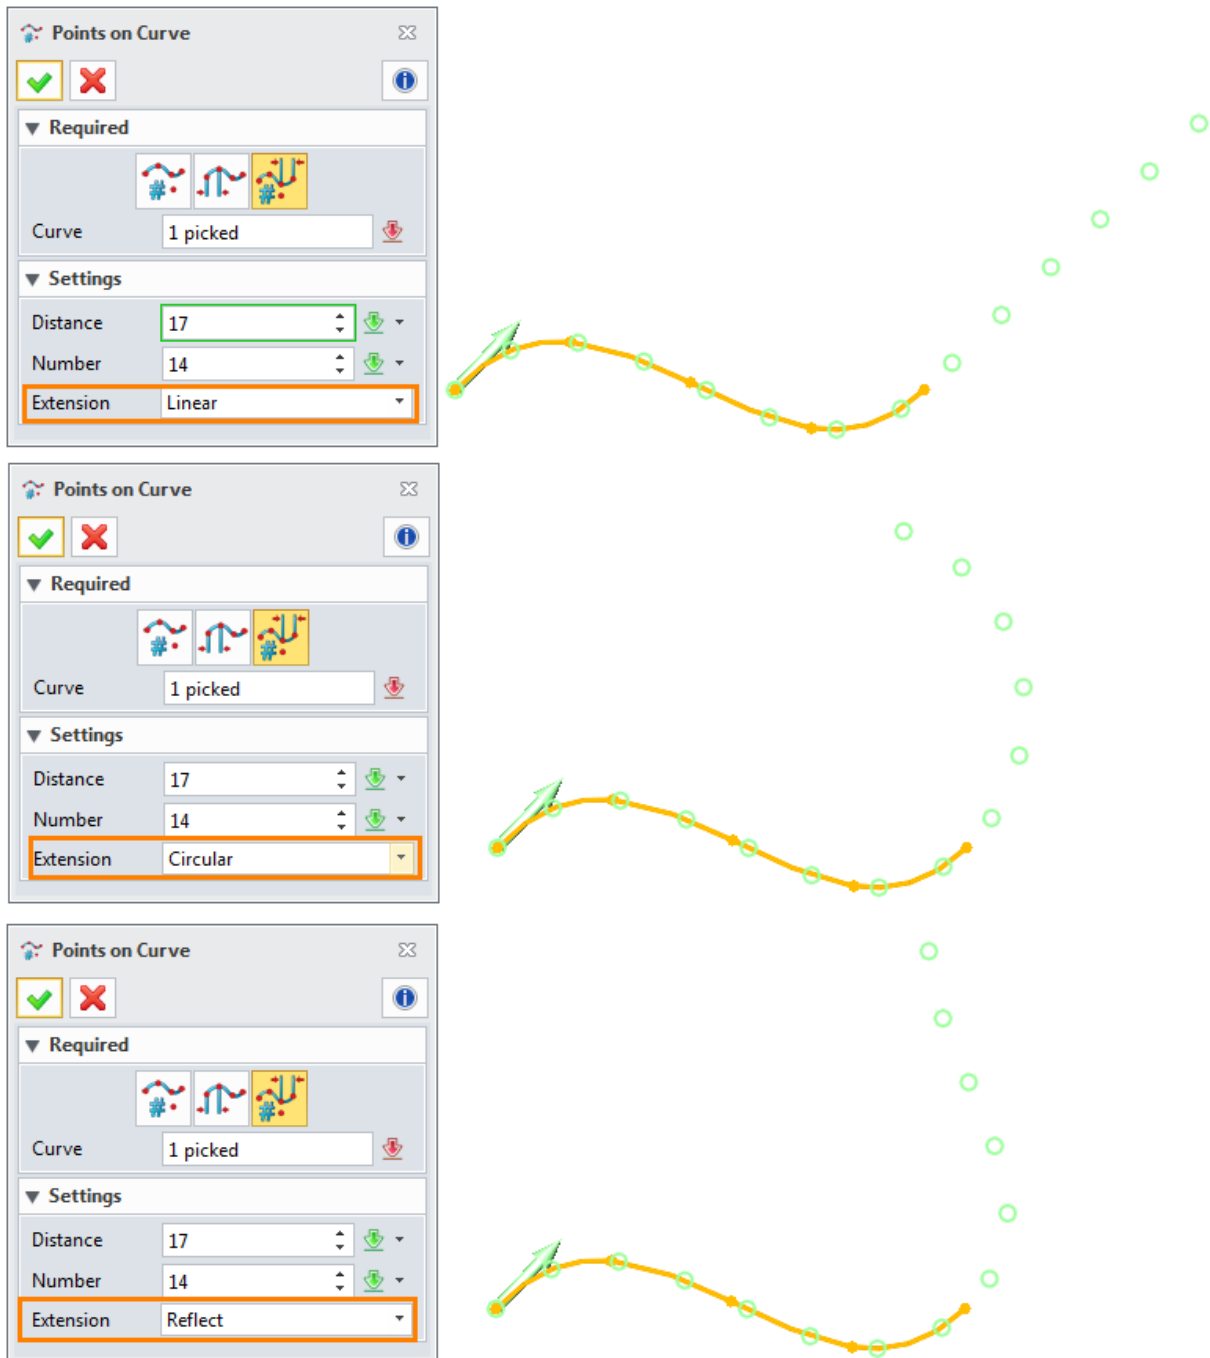 Points on Curve
Required
Curve 1 picked
Settings
Distance 17
Number 14
Extension Linear
Points on Curve
Required
Curve 1 picked
Settings
Distance 17
Number 14
Extension Circular
Points on Curve
Required
Curve 1 picked
Settings
Distance 17
Number 14
Extension Reflect